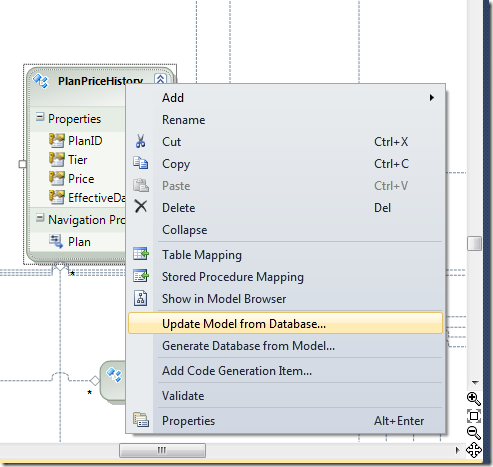 PlanPriceHistory
Properties
PlanID
Tier
Price
EffectiveDa
Navigation Pro
Plan
*
*
Add
Rename
Cut Ctrl+X
Copy Ctrl+C
Paste Ctrl+V
Delete Del
Collapse
Table Mapping
Stored Procedure Mapping
Show in Model Browser
Update Model from Database...
Generate Database from Model...
Add Code Generation Item...
Validate
Properties Alt+Enter